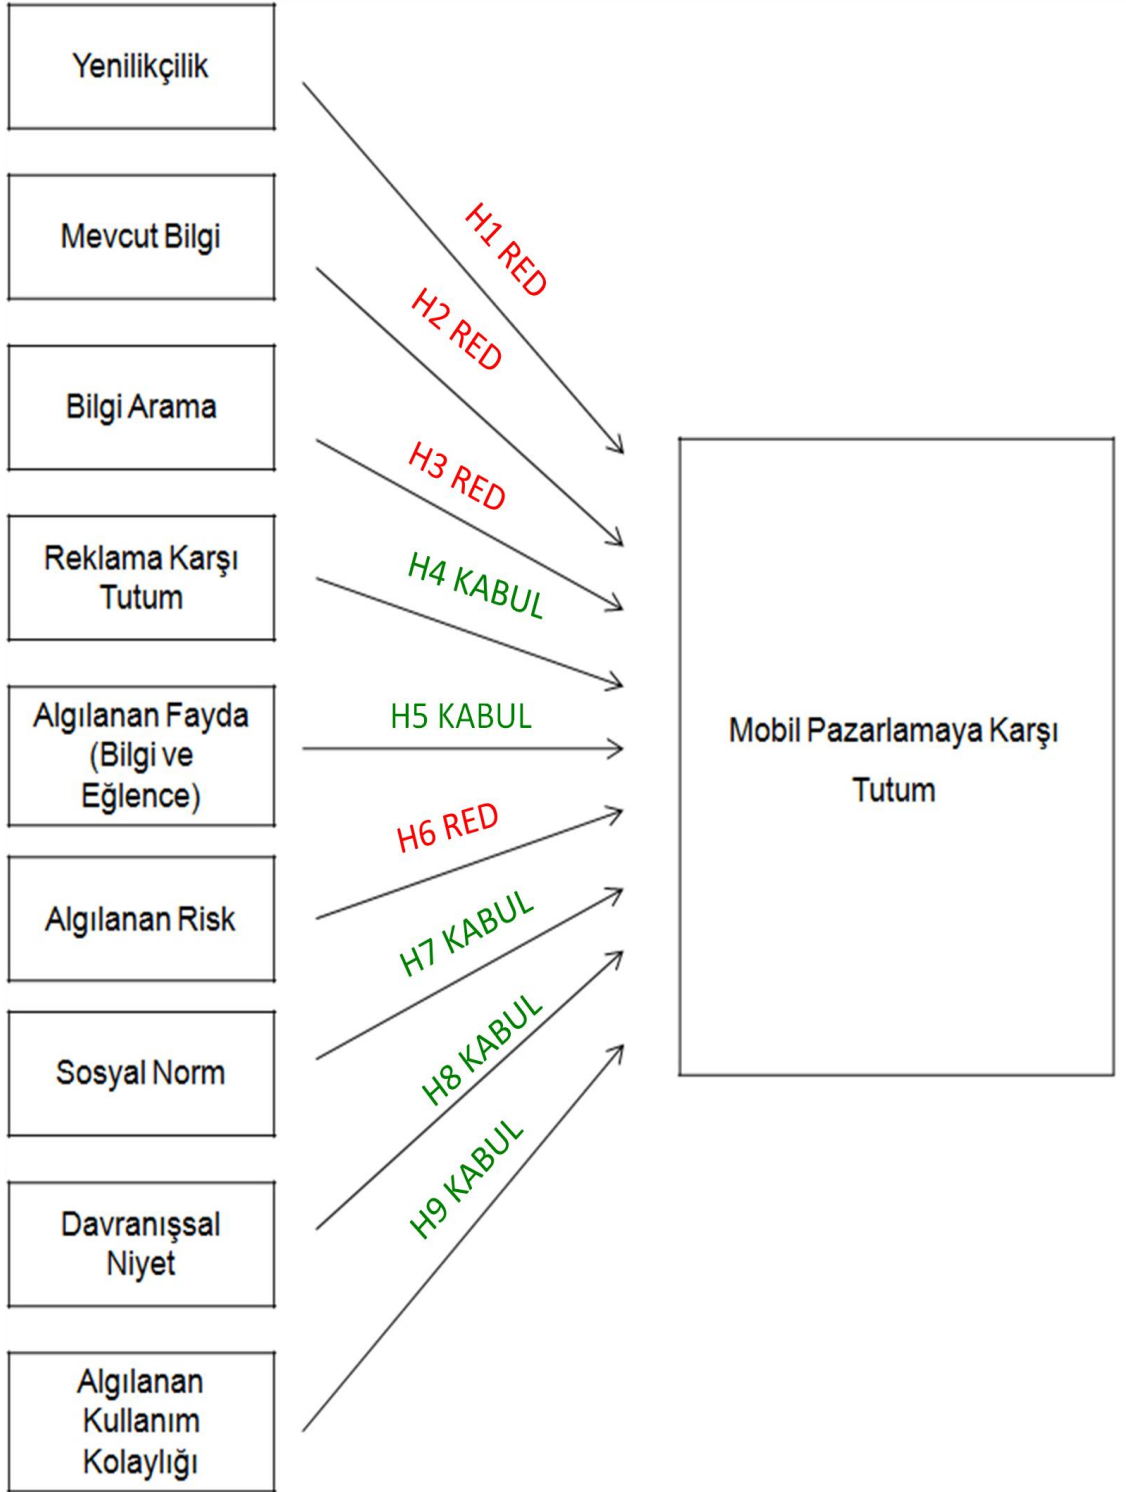 Yenilikçilik
H1 RED
Mevcut Bilgi
H2 RED
Bilgi Arama
H3 RED
Reklama Karşı
Tutum
H4 KABUL
Algılanan Fayda
(Bilgi ve
Eğlence)
H5 KABUL
Algılanan Risk
H6 RED
Sosyal Norm
H7 KABUL
Davranışsal
Niyet
H8 KABUL
Algılanan
Kullanım
Kolaylığı
H9 KABUL
Mobil Pazarlamaya Karşı
Tutum